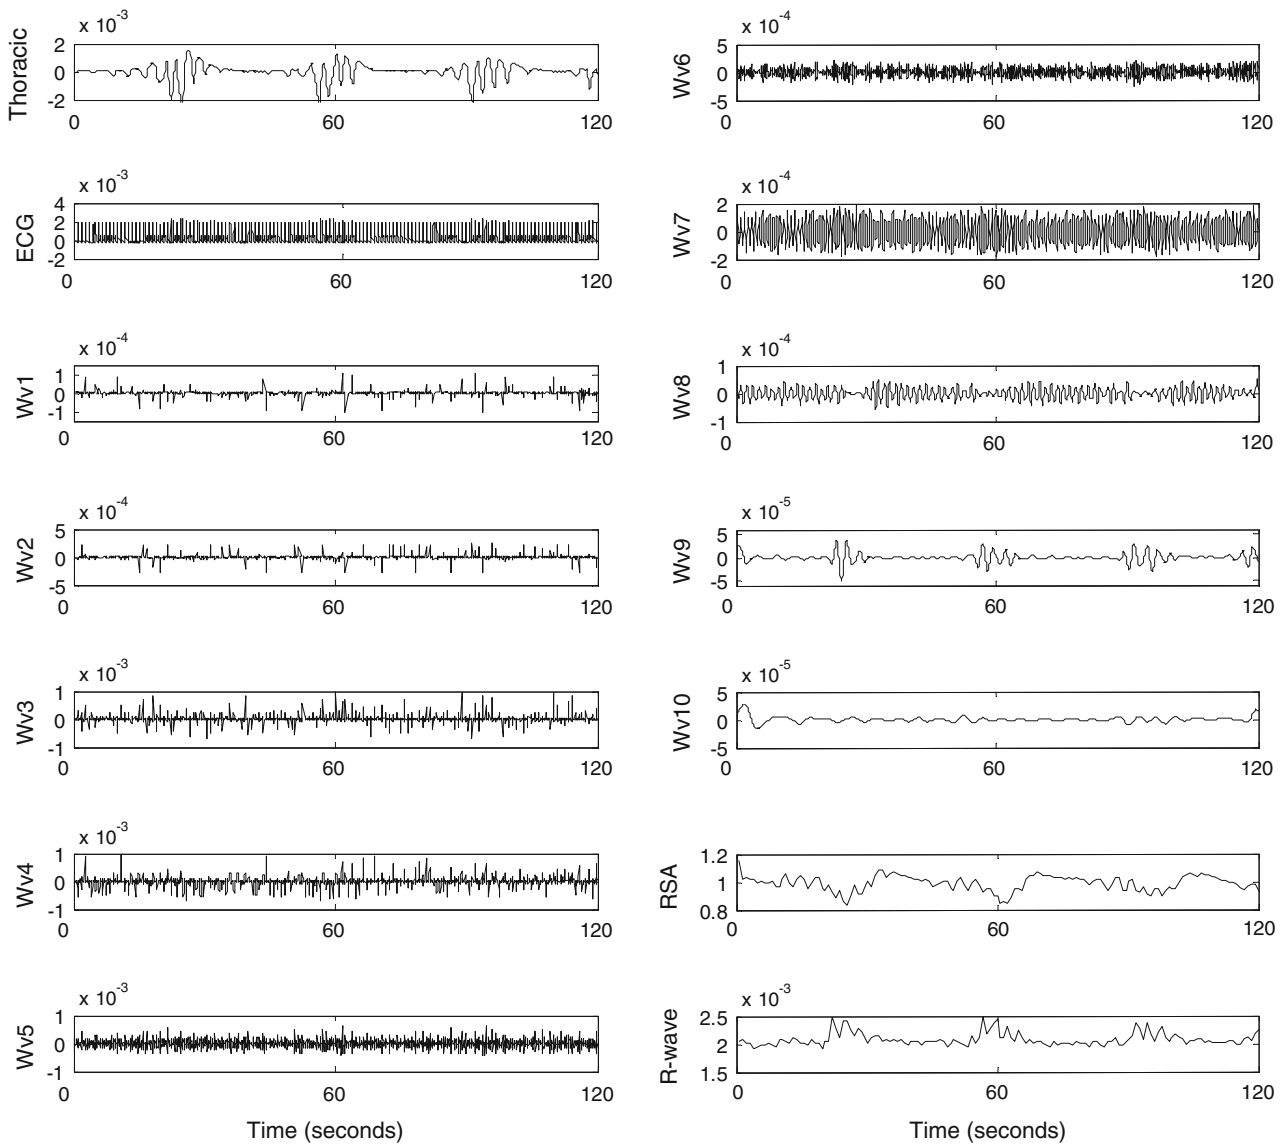 x 10-3
Thoracic
2
0
-2
0 60 120
x 10-3
ECG
4
2
0
-2
0 60 120
x 10-4
Wv1
1
0
-1
0 60 120
x 10-4
Wv2
5
0
-5
0 60 120
x 10-3
Wv3
1
0
-1
0 60 120
x 10-3
Wv4
1
0
-1
0 60 120
x 10-3
Wv5
1
0
-1
0 60 120
Time (seconds)
x 10-4
Wv6
5
0
-5
0 60 120
x 10-4
Wv7
2
0
-2
0 60 120
x 10-4
Wv8
1
0
-1
0 60 120
x 10-5
Wv9
5
0
-5
0 60 120
x 10-5
Wv10
5
0
-5
0 60 120
RSA
1.2
1
0.8
0 60 120
x 10-3
R-wave
2.5
2
1.5
0 60 120
Time (seconds)